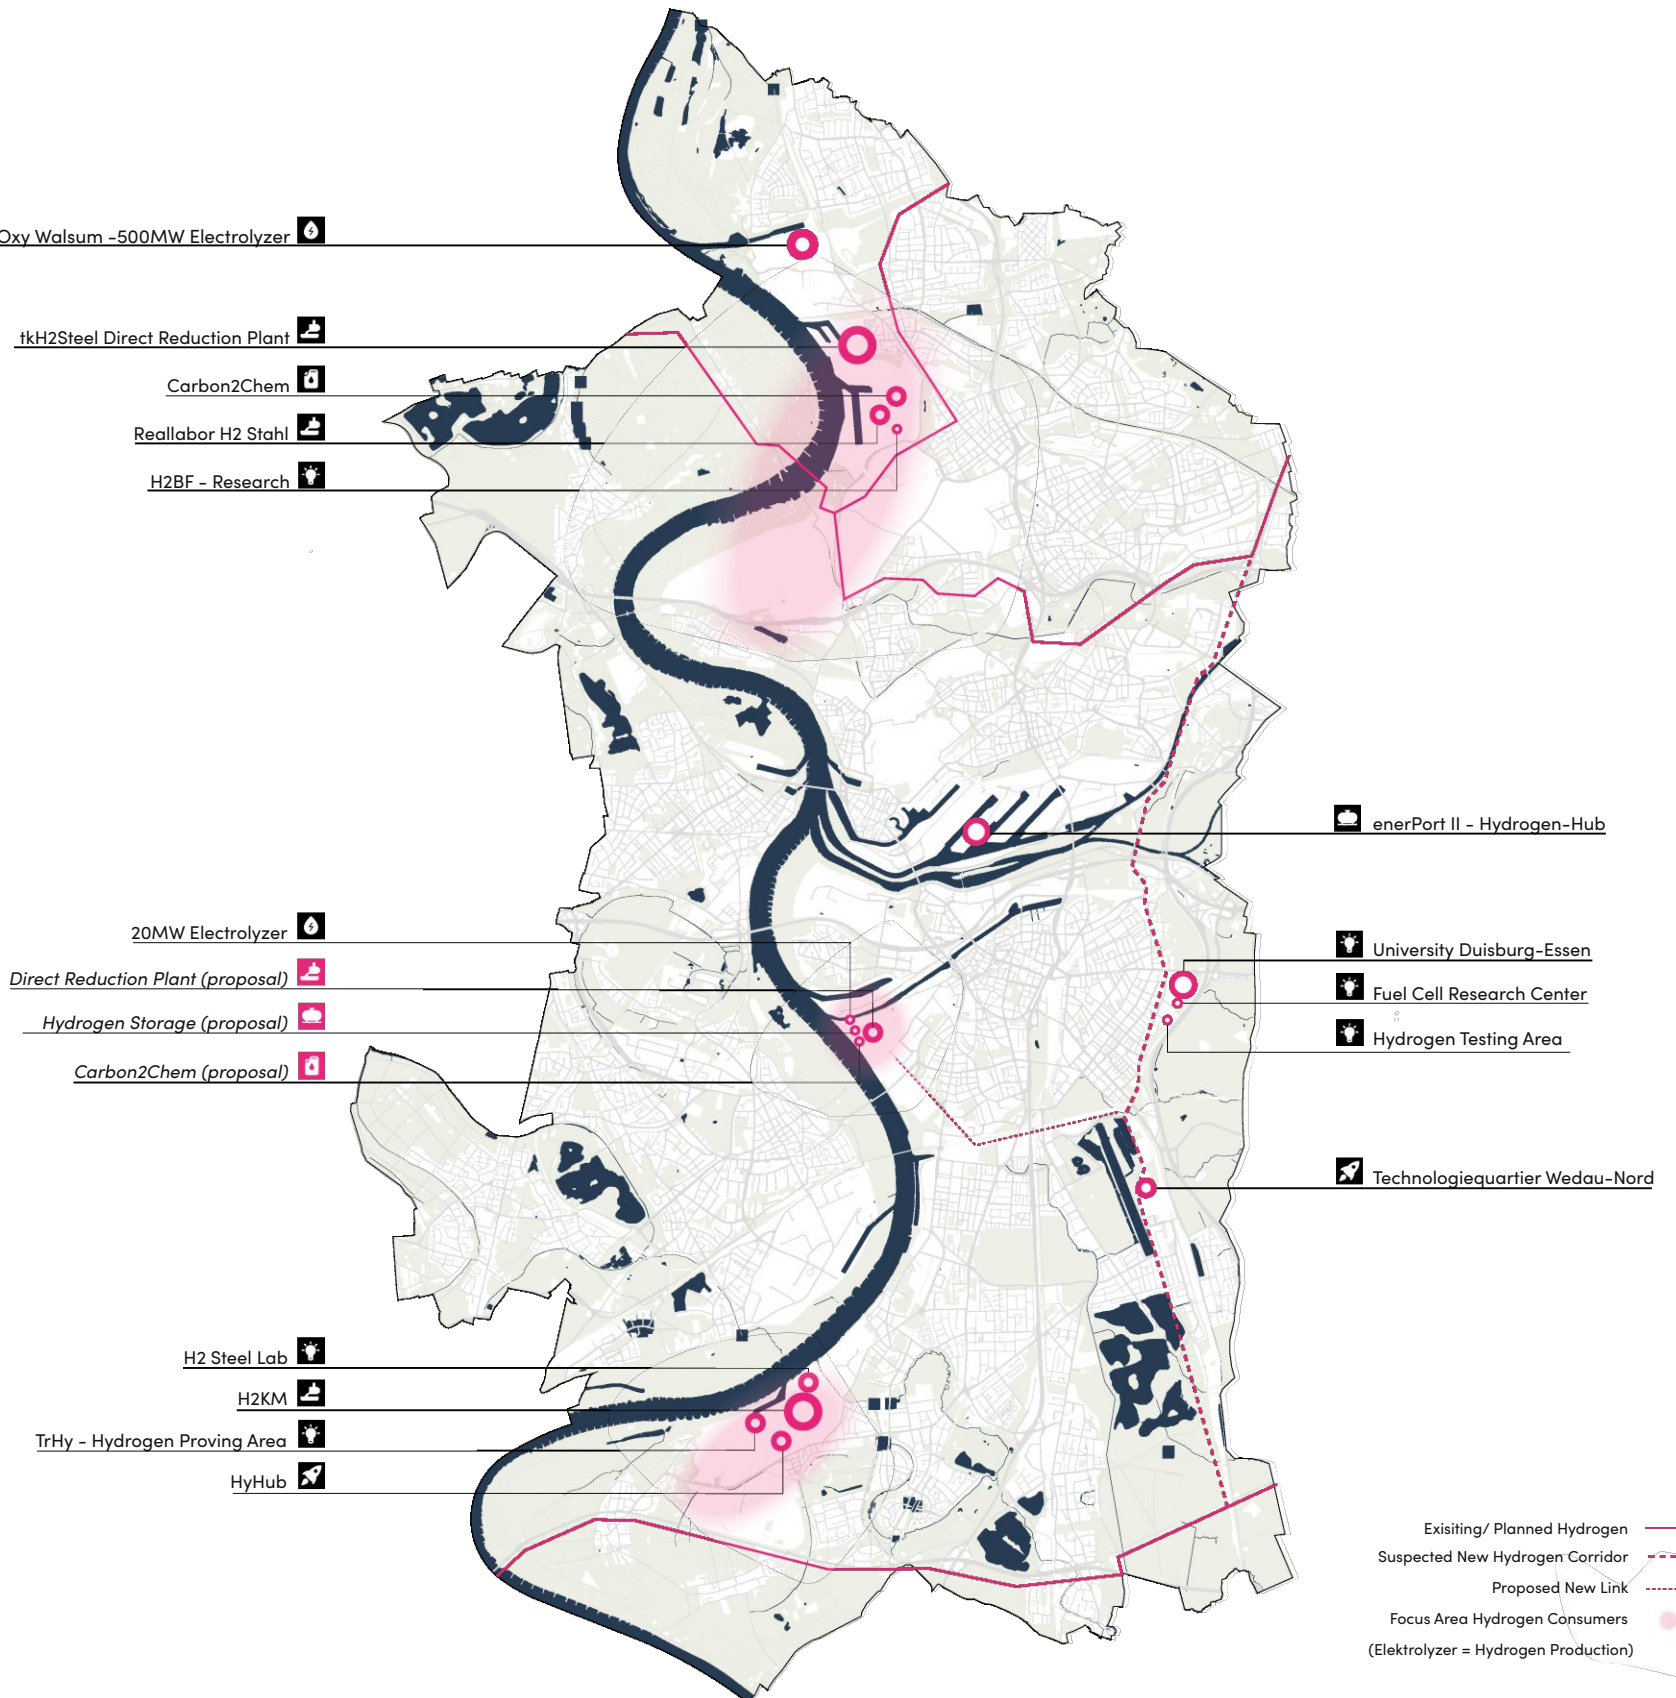 Oxy Walsum -500MW Electrolyzer
tkH2Steel Direct Reduction Plant
Carbon2Chem
Reallabor H2 Stahl
H2BF - Research
enerPort II - Hydrogen-Hub
20MW Electrolyzer
Direct Reduction Plant (proposal)
Hydrogen Storage (proposal)
Carbon2Chem (proposal)
University Duisburg-Essen
Fuel Cell Research Center
Hydrogen Testing Area
Technologiequartier Wedau-Nord
H2 Steel Lab
H2KM
TrHy - Hydrogen Proving Area
HyHub
Exisiting/ Planned Hydrogen
Suspected New Hydrogen Corridor
Proposed New Link
Focus Area Hydrogen Consumers
(Elektrolyzer = Hydrogen Production)